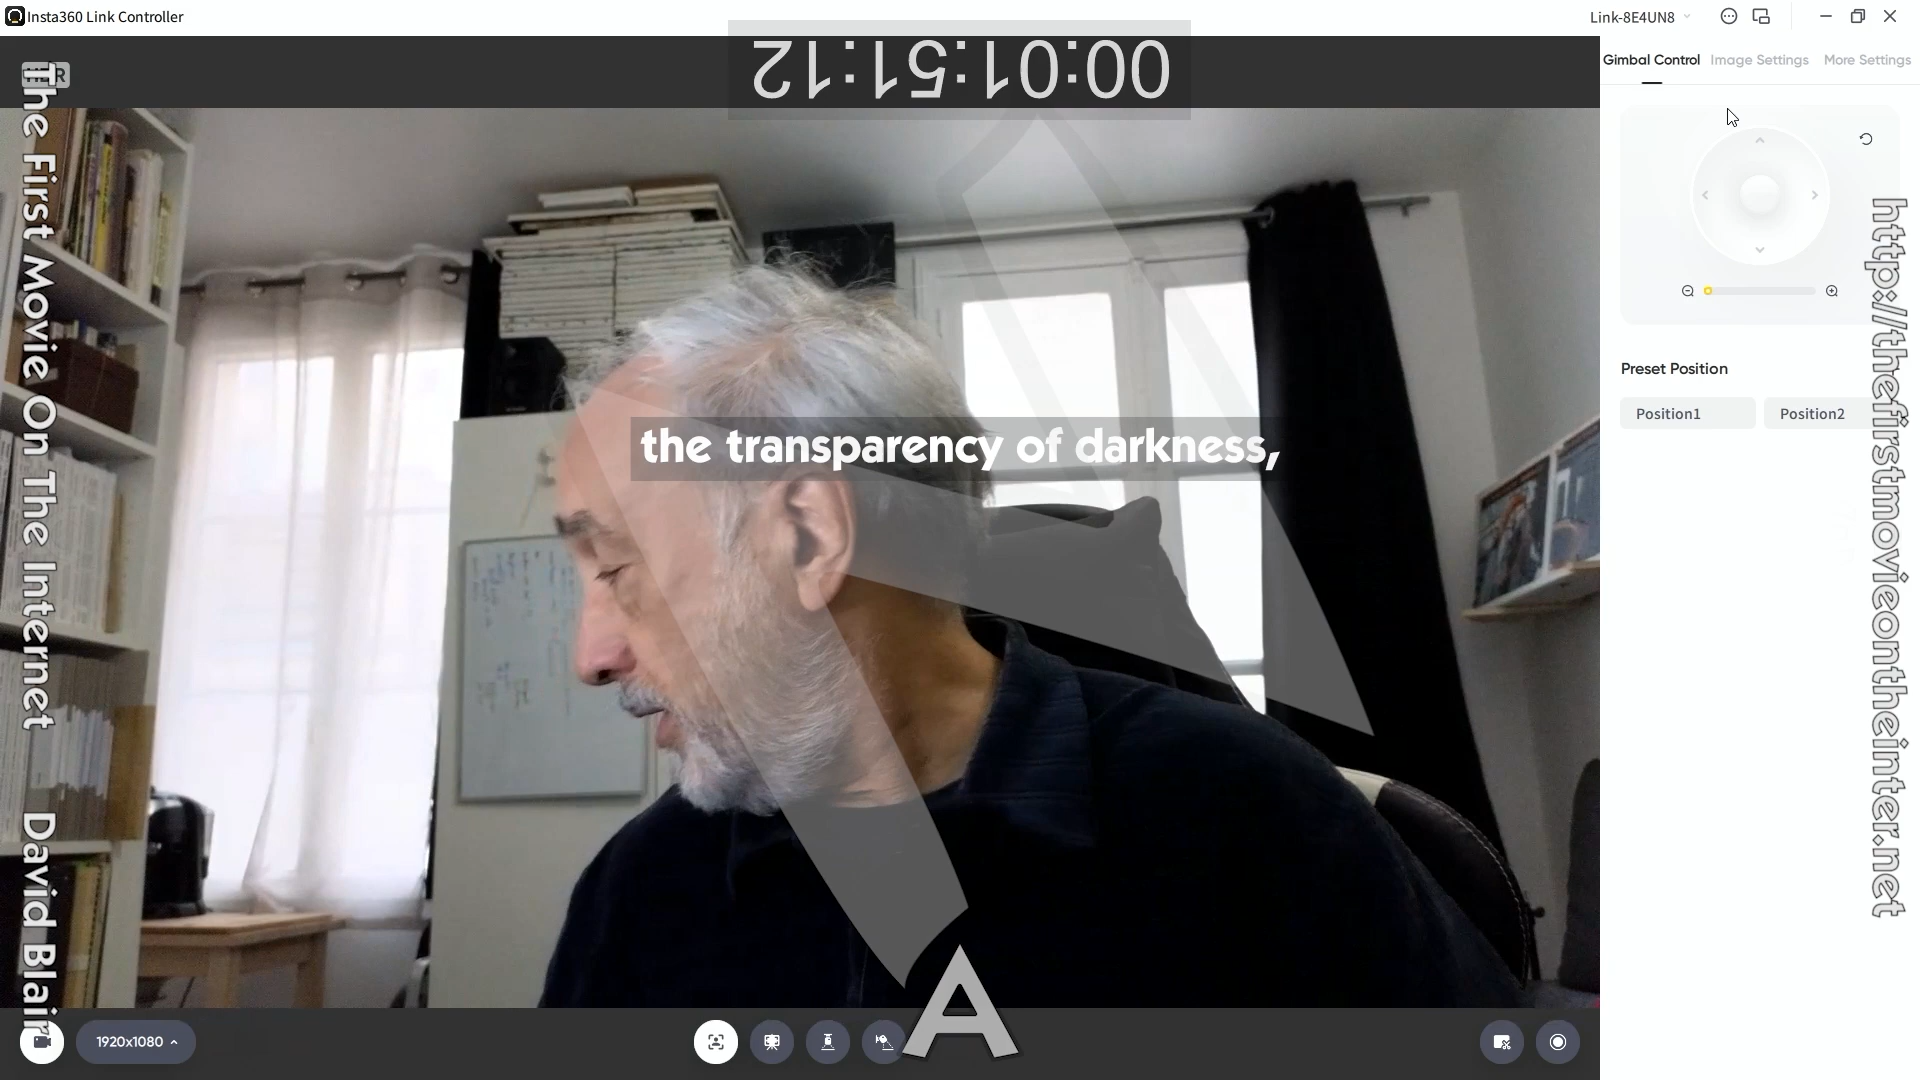 Insta360 Link Controller
Link-8E4UN8
00:01:51:12
HDR
Gimbal Control
Image Settings
More Settings
The First Movie On The Internet
David Blair
http://thefirstmovieontheinter.net
the transparency of darkness,
Preset Position
Position1
Position2
1920x1080
A